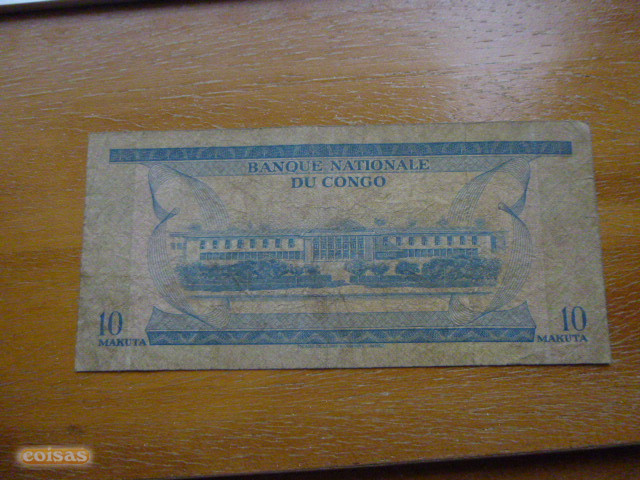 BANQUE NATIONALE
DU CONGO
10
MAKUTA
10
MAKUTA
coisas